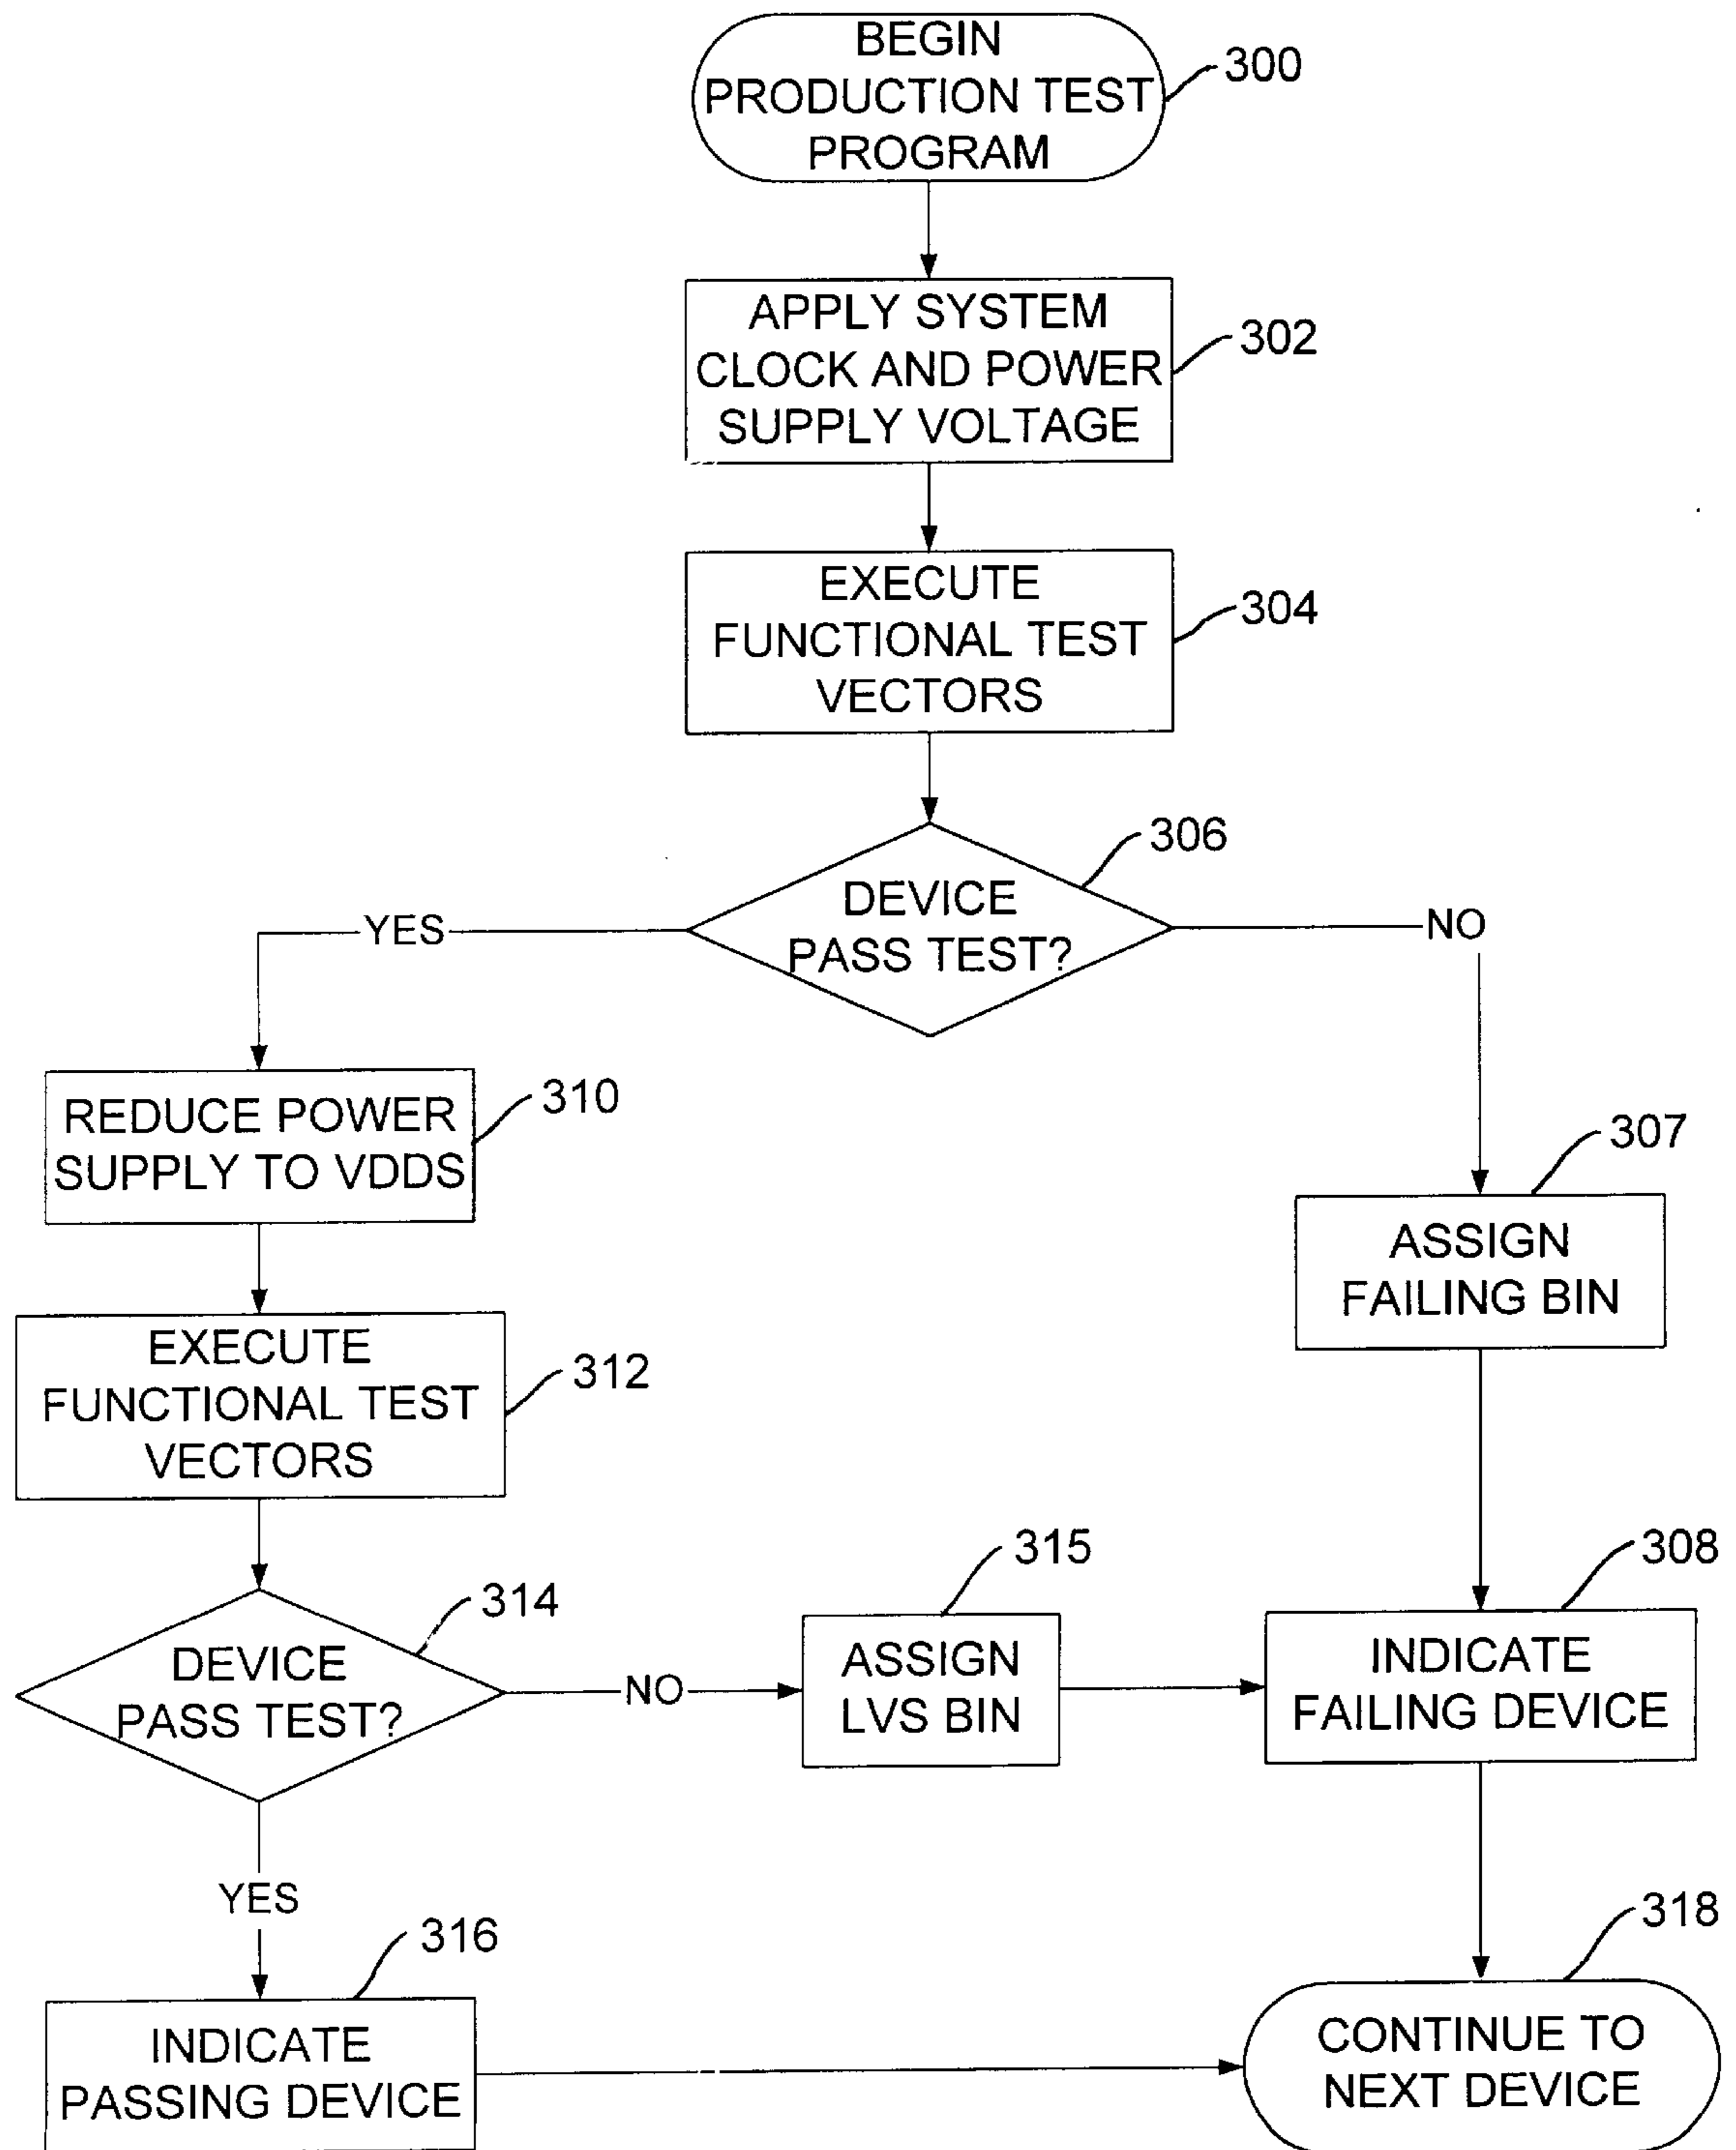 BEGIN
PRODUCTION TEST
PROGRAM
300
APPLY SYSTEM
CLOCK AND POWER
SUPPLY VOLTAGE
302
EXECUTE
FUNCTIONAL TEST
VECTORS
304
306
DEVICE
PASS TEST?
YES
NO
REDUCE POWER
SUPPLY TO VDDS
310
307
ASSIGN
FAILING BIN
EXECUTE
FUNCTIONAL TEST
VECTORS
312
314
DEVICE
PASS TEST?
NO
315
ASSIGN
LVS BIN
308
INDICATE
FAILING DEVICE
YES
316
INDICATE
PASSING DEVICE
318
CONTINUE TO
NEXT DEVICE